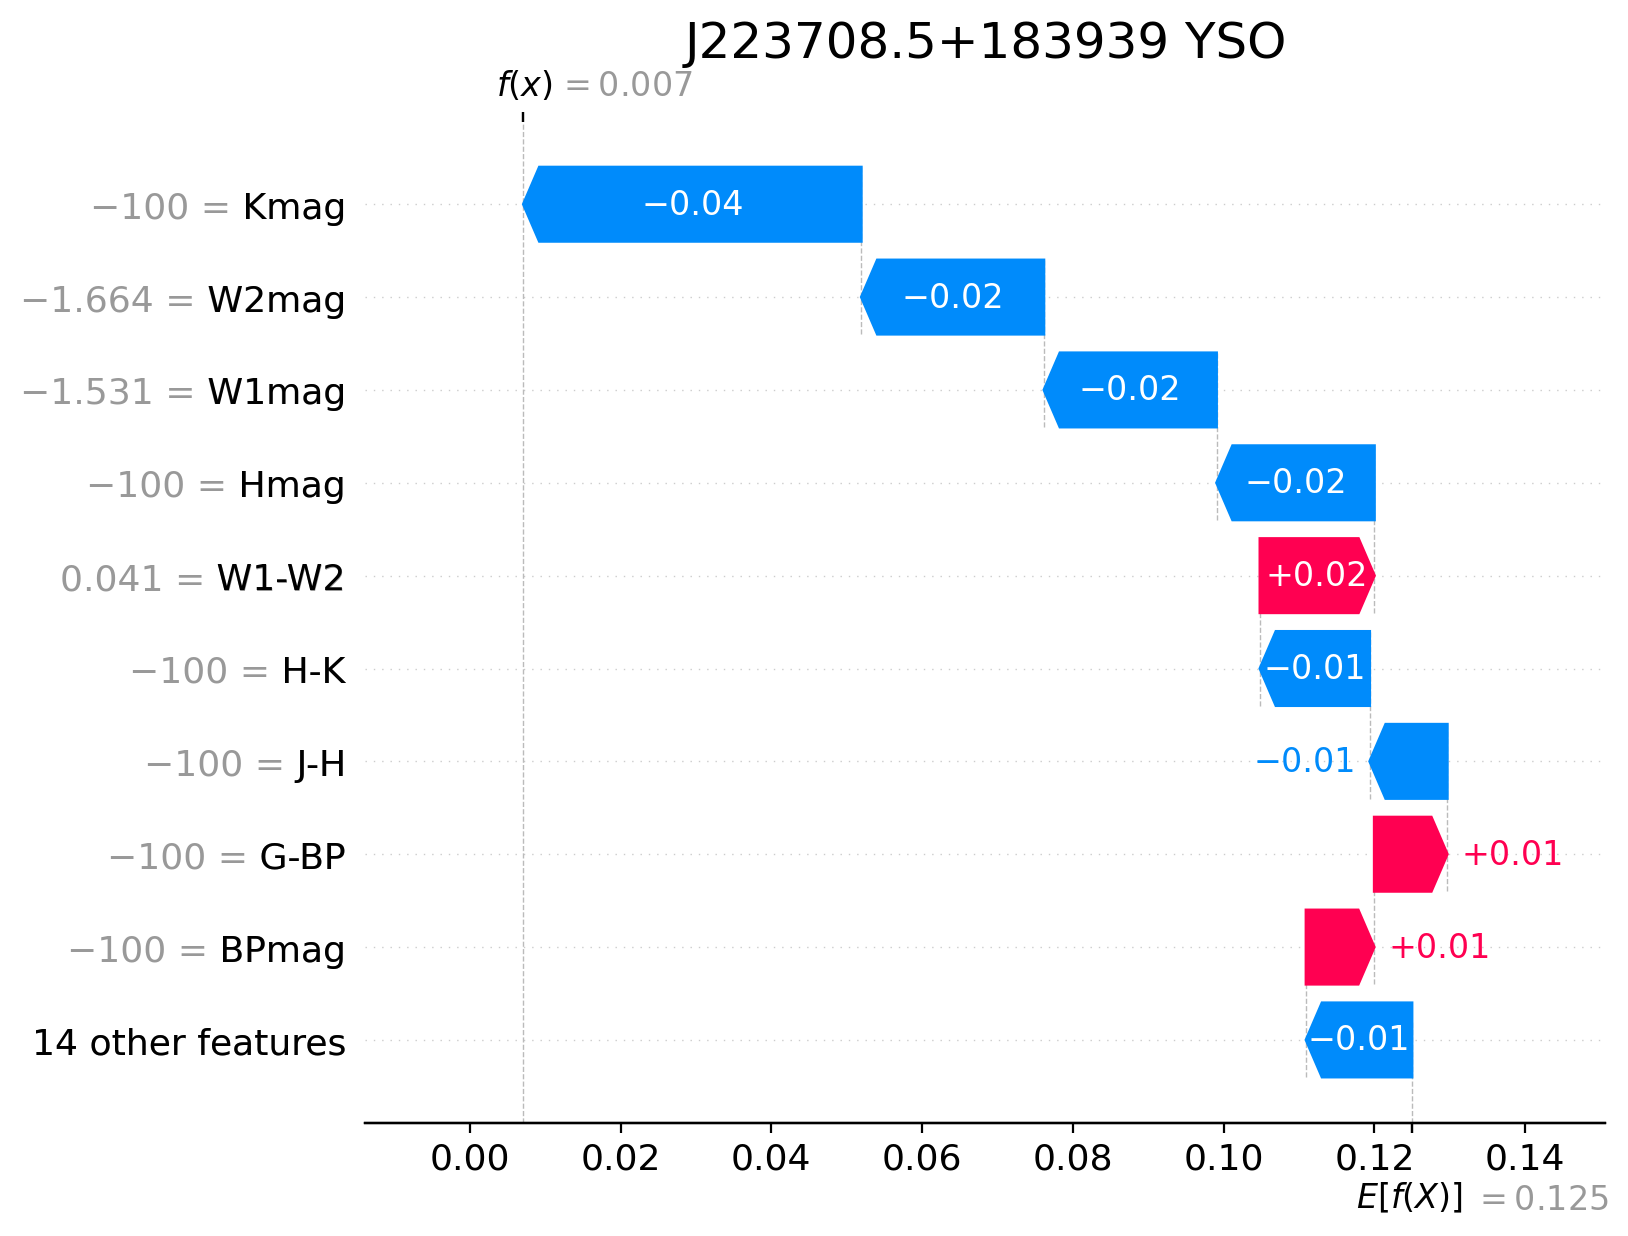 J223708.5+183939 YSO
f(x) = 0.007
−100 = Kmag
−0.04
−1.664 = W2mag
−0.02
−1.531 = W1mag
−0.02
−100 = Hmag
−0.02
0.041 = W1-W2
+0.02
−100 = H-K
−0.01
−100 = J-H
−0.01
−100 = G-BP
+0.01
−100 = BPmag
+0.01
14 other features
−0.01
0.00 0.02 0.04 0.06 0.08 0.10 0.12 0.14
E[f(X)] = 0.125